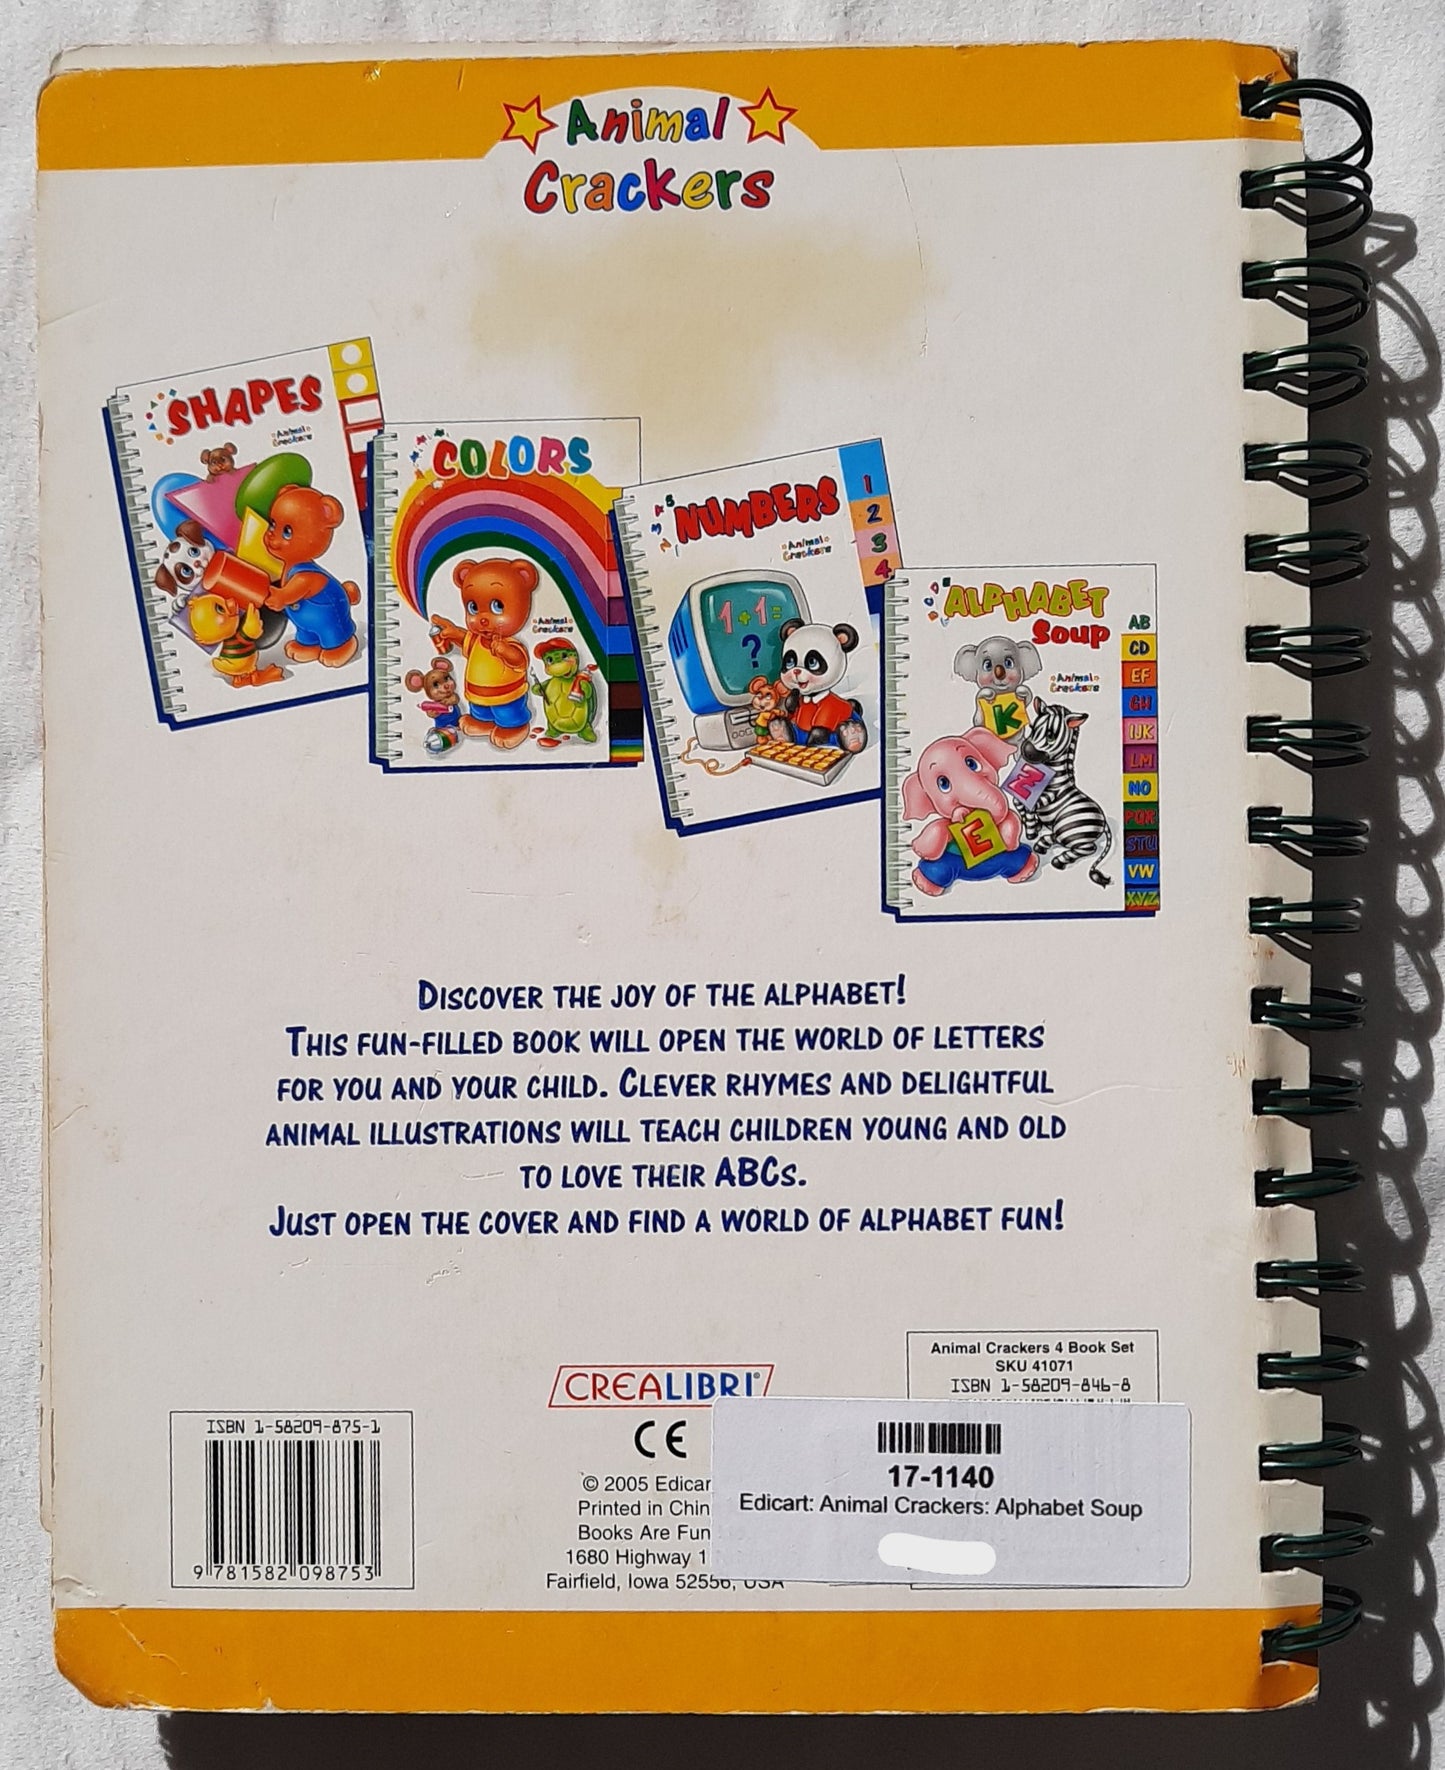 Animal
Crackers
SHAPES
Animal
Crackers
COLORS
Animal
Crackers
NUMBERS
Animal
Crackers
1
2
3
4
1+1=
?
ALPHABET
Soup
Animal
Crackers
K
Z
E
AB
CD
EF
GH
IJK
LM
NO
PQR
STU
VW
XYZ
DISCOVER THE JOY OF THE ALPHABET!
THIS FUN-FILLED BOOK WILL OPEN THE WORLD OF LETTERS
FOR YOU AND YOUR CHILD. CLEVER RHYMES AND DELIGHTFUL
ANIMAL ILLUSTRATIONS WILL TEACH CHILDREN YOUNG AND OLD
TO LOVE THEIR ABCS.
JUST OPEN THE COVER AND FIND A WORLD OF ALPHABET FUN!
ISBN 1-58209-875-1
9 781582 098753
CREALIBRI®
CE
© 2005 Edicar
Printed in Chin
Books Are Fun
1680 Highway 1
Fairfield, Iowa 52556, USA
Animal Crackers 4 Book Set
SKU 41071
ISBN 1-58209-846-8
17-1140
Edicart: Animal Crackers: Alphabet Soup